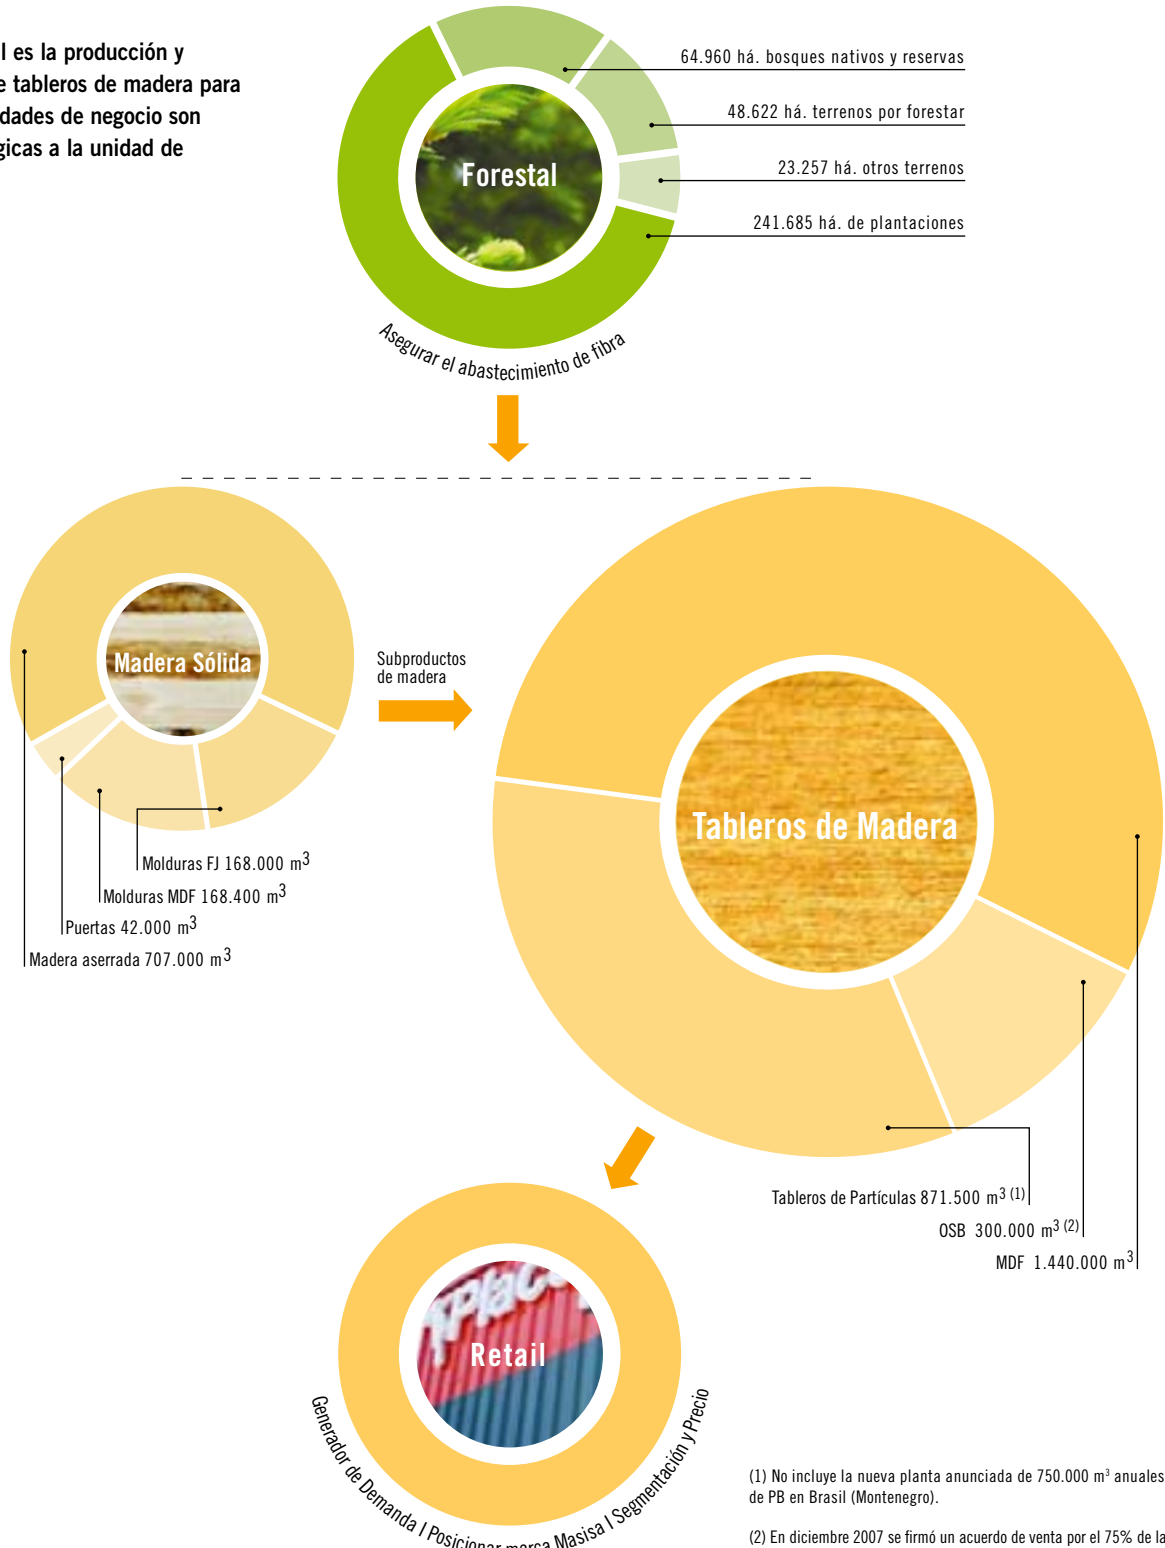 l es la producción y
e tableros de madera para
dades de negocio son
gicas a la unidad de
64.960 há. bosques nativos y reservas
48.622 há. terrenos por forestar
23.257 há. otros terrenos
241.685 há. de plantaciones
Forestal
Asegurar el abastecimiento de fibra
Madera Sólida
Subproductos
de madera
Tableros de Madera
Molduras FJ 168.000 m³
Molduras MDF 168.400 m³
Puertas 42.000 m³
Madera aserrada 707.000 m³
Tableros de Partículas 871.500 m³ (1)
OSB 300.000 m³ (2)
MDF 1.440.000 m³
Retail
Generador de Demanda I Posicionar marca Masisa I Segmentación y Precio
(1) No incluye la nueva planta anunciada de 750.000 m³ anuales
de PB en Brasil (Montenegro).
(2) En diciembre 2007 se firmó un acuerdo de venta por el 75% de la